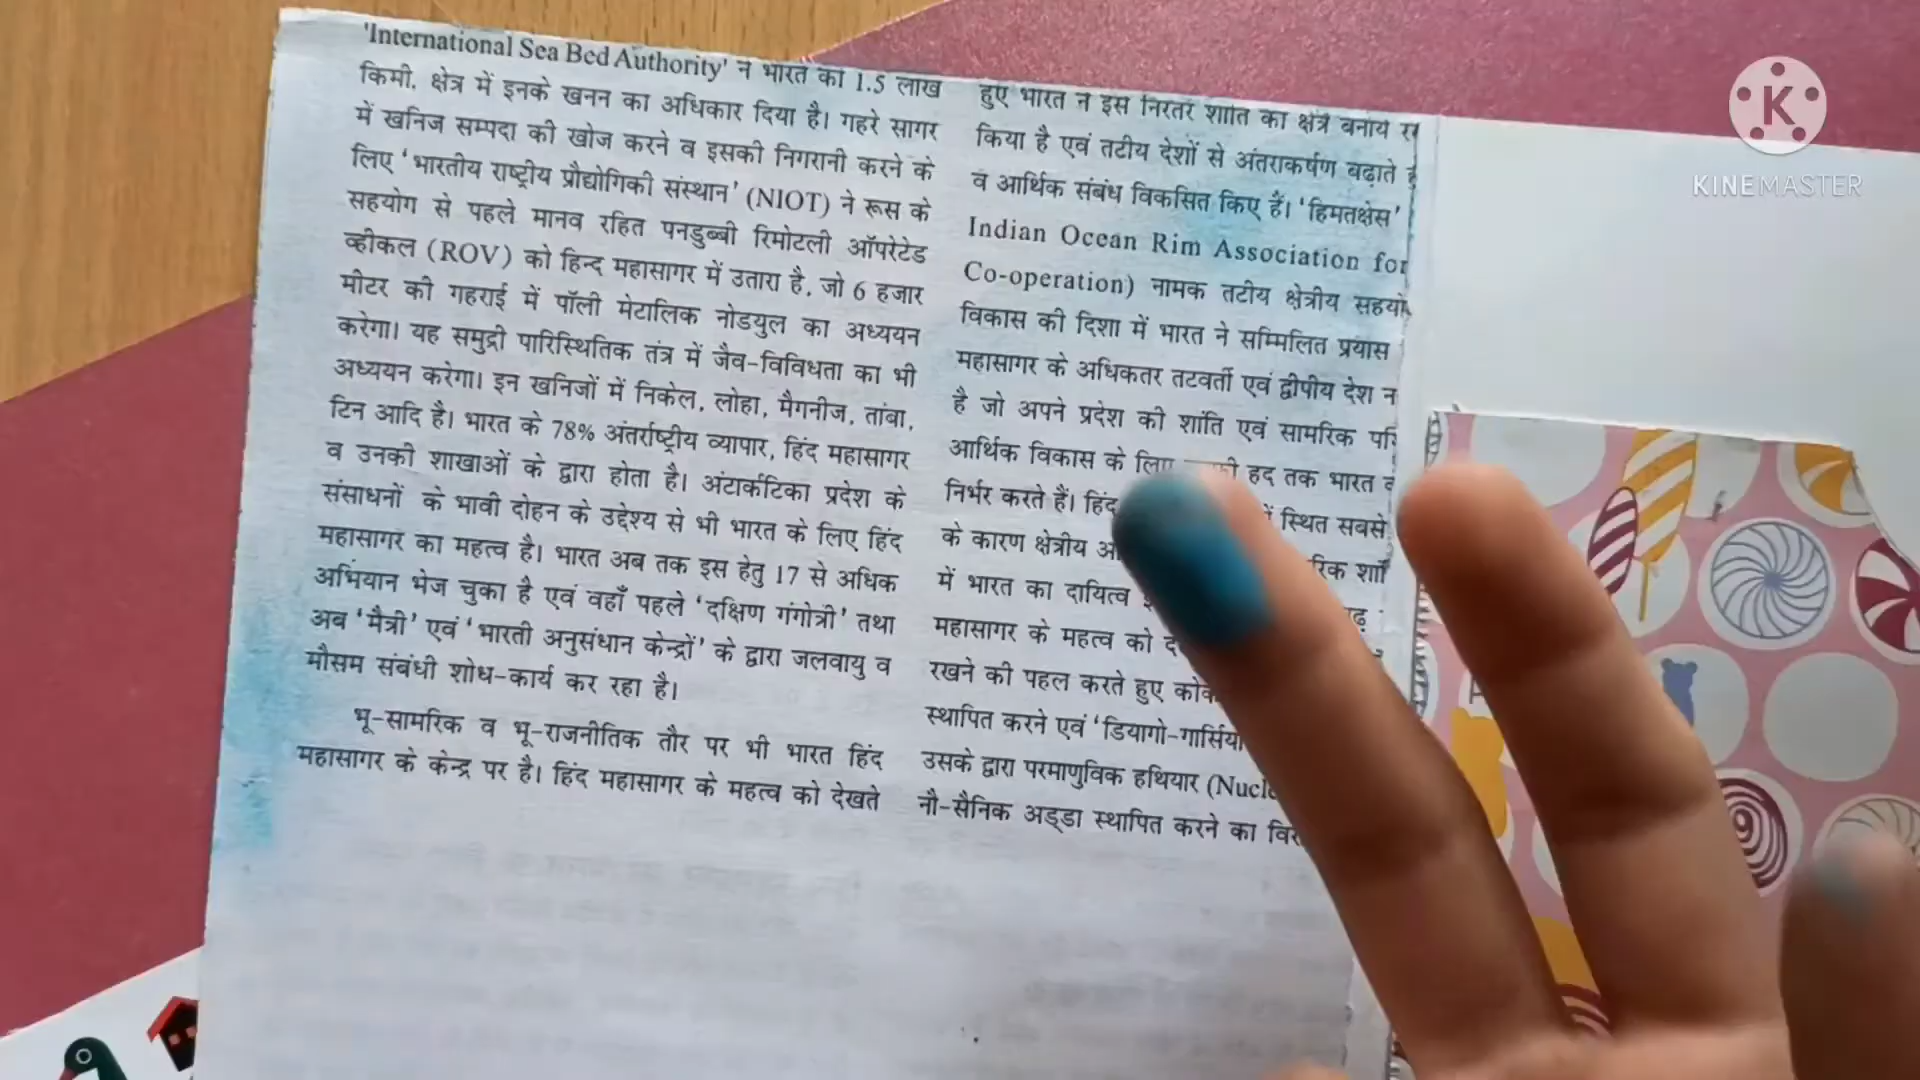 'International Sea Bed Authority' ने भारत को 1.5 लाख
किमी. क्षेत्र में इनके खनन का अधिकार दिया है। गहरे सागर
में खनिज सम्पदा की खोज करने व इसकी निगरानी करने के
लिए 'भारतीय राष्ट्रीय प्रौद्योगिकी संस्थान' (NIOT) ने रूस के
सहयोग से पहले मानव रहित पनडुब्बी रिमोटली ऑपरेटेड
व्हीकल (ROV) को हिन्द महासागर में उतारा है, जो 6 हजार
मीटर की गहराई में पॉली मेटालिक नोडयुल का अध्ययन
करेगा। यह समुद्री पारिस्थितिक तंत्र में जैव-विविधता का भी
अध्ययन करेगा। इन खनिजों में निकेल, लोहा, मैगनीज, तांबा,
टिन आदि है। भारत के 78% अंतर्राष्ट्रीय व्यापार, हिंद महासागर
व उनकी शाखाओं के द्वारा होता है। अंटार्कटिका प्रदेश के
संसाधनों के भावी दोहन के उद्देश्य से भी भारत के लिए हिंद
महासागर का महत्व है। भारत अब तक इस हेतु 17 से अधिक
अभियान भेज चुका है एवं वहाँ पहले 'दक्षिण गंगोत्री' तथा
अब 'मैत्री' एवं 'भारती अनुसंधान केन्द्रों' के द्वारा जलवायु व
मौसम संबंधी शोध-कार्य कर रहा है।
भू-सामरिक व भू-राजनीतिक तौर पर भी भारत हिंद
महासागर के केन्द्र पर है। हिंद महासागर के महत्व को देखते
हुए भारत ने इसे निरंतर शांति का क्षेत्र बनाये
किया है एवं तटीय देशों से अंतराकर्षण बढ़ाते
व आर्थिक संबंध विकसित किए हैं। 'हिमतक्षेस'
Indian Ocean Rim Association for
Co-operation) नामक तटीय क्षेत्रीय
विकास की दिशा में भारत ने सम्मिलित प्रयास
महासागर के अधिकतर तटवर्ती एवं द्वीपीय देश
है जो अपने प्रदेश की शांति एवं सामरिक
आर्थिक विकास के लिए हद तक भारत
निर्भर करते हैं। हिंद स्थित सबसे
के कारण क्षेत्रीय
में भारत का दायित्व
महासागर के महत्व को
रखने की पहल करते हुए
स्थापित करने एवं 'डियागो-गार्सिया
उसके द्वारा परमाणुविक हथियार
नौ-सैनिक अड्डा स्थापित करने का
K
KINEMASTER